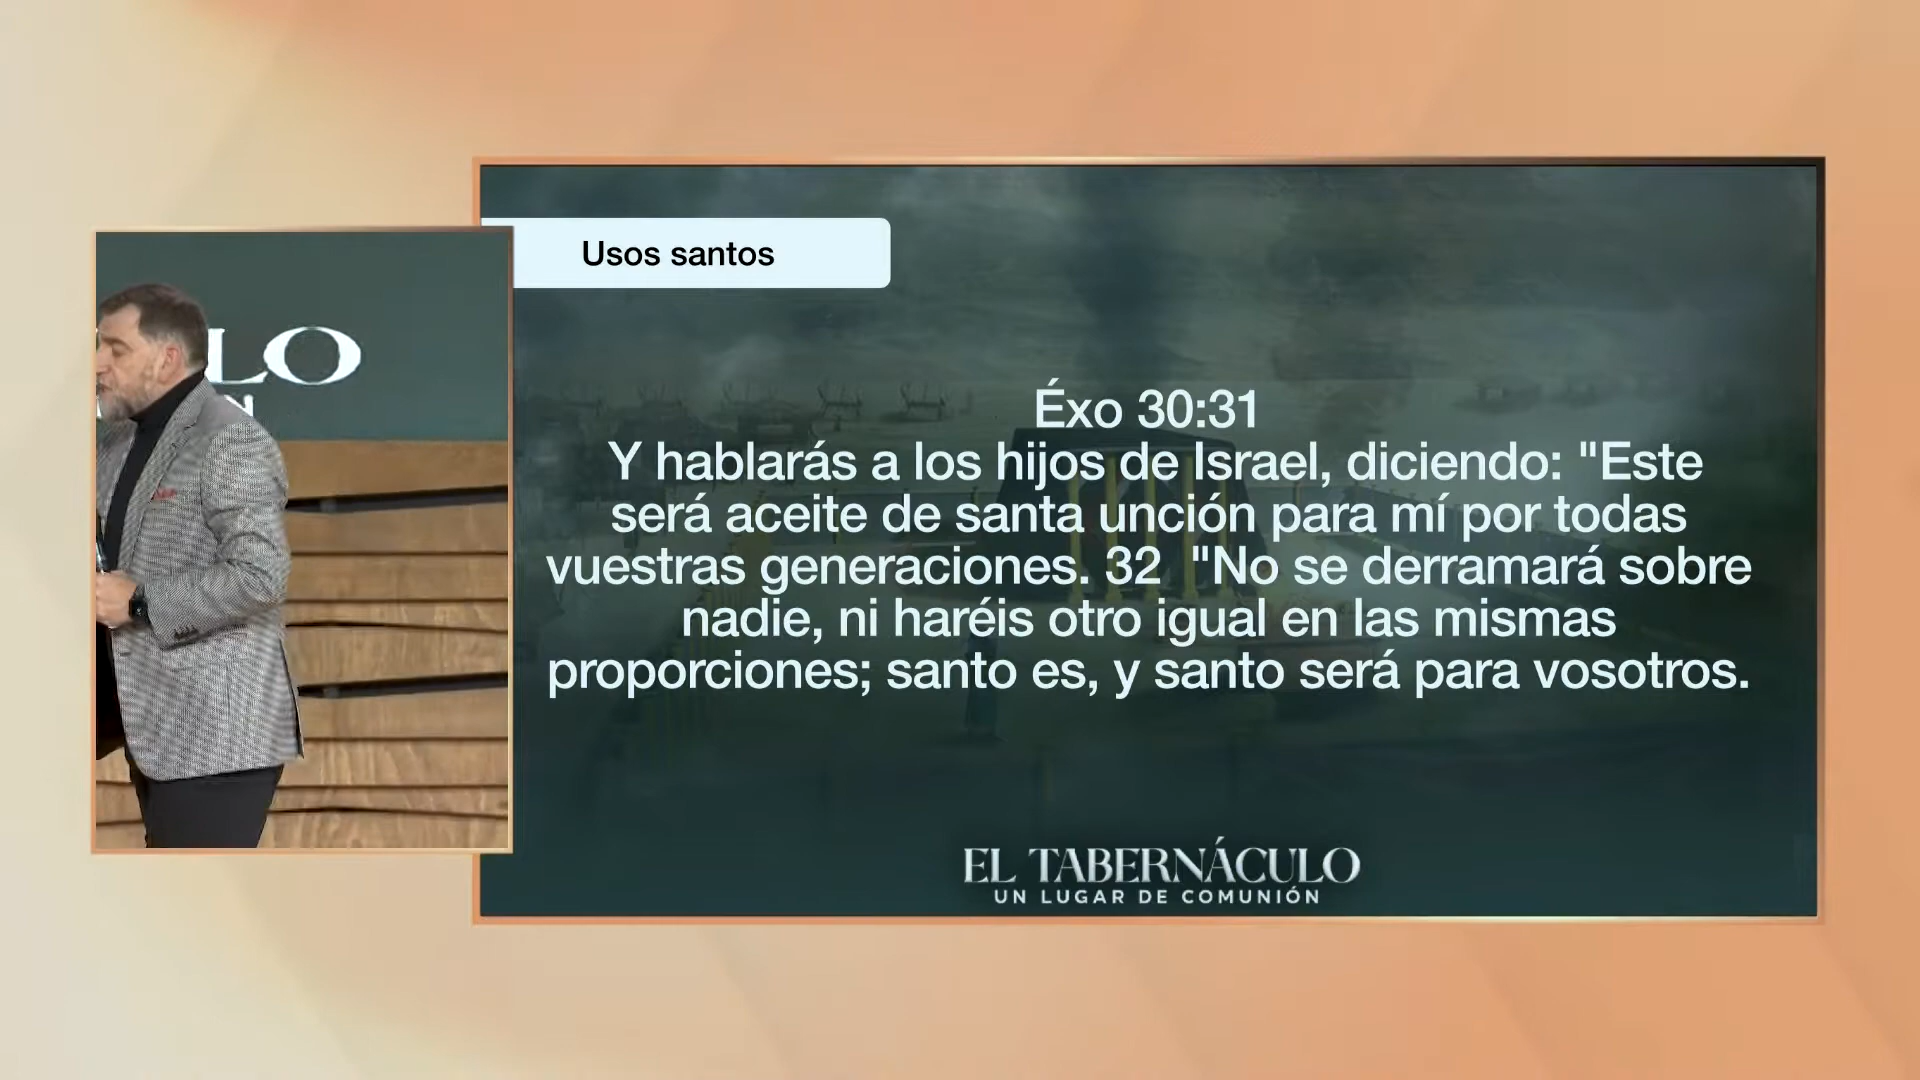 Usos santos
LO
N
Éxo 30:31
Y hablarás a los hijos de Israel, diciendo: "Este
será aceite de santa unción para mí por todas
vuestras generaciones. 32 "No se derramará sobre
nadie, ni haréis otro igual en las mismas
proporciones; santo es, y santo será para vosotros.
EL TABERNÁCULO
UN LUGAR DE COMUNIÓN